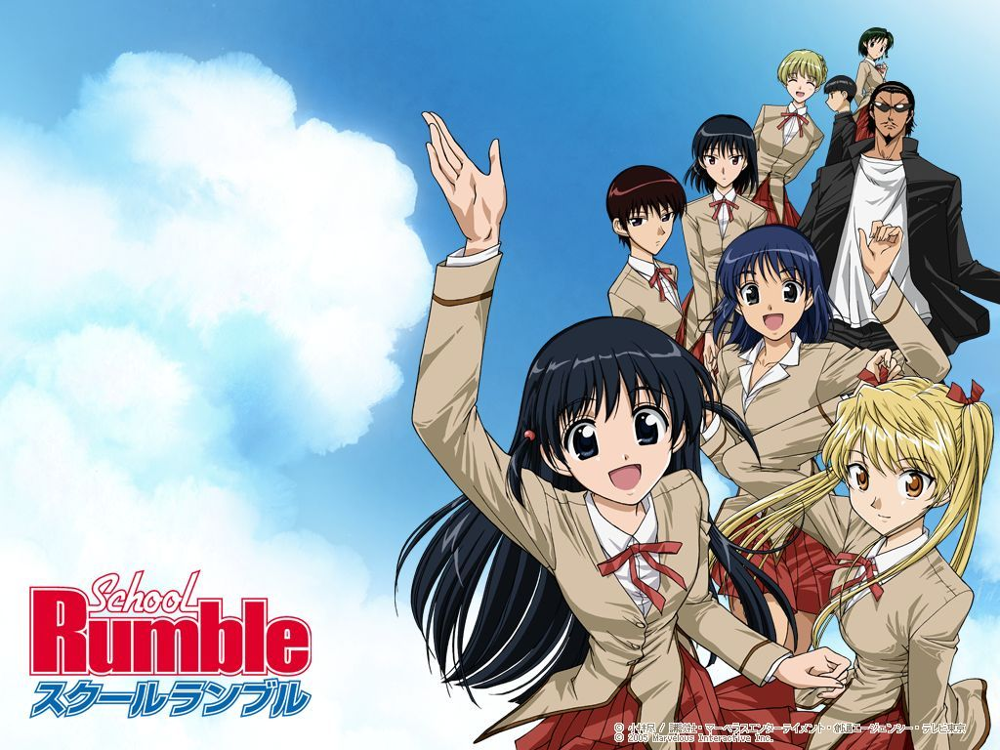 School
Rumble
スクールランブル
© 小林尽 / 講談社・マーベラスエンターテイメント・創通エージェンシー・テレビ東京
© 2005 Marvelous Interactive Inc.